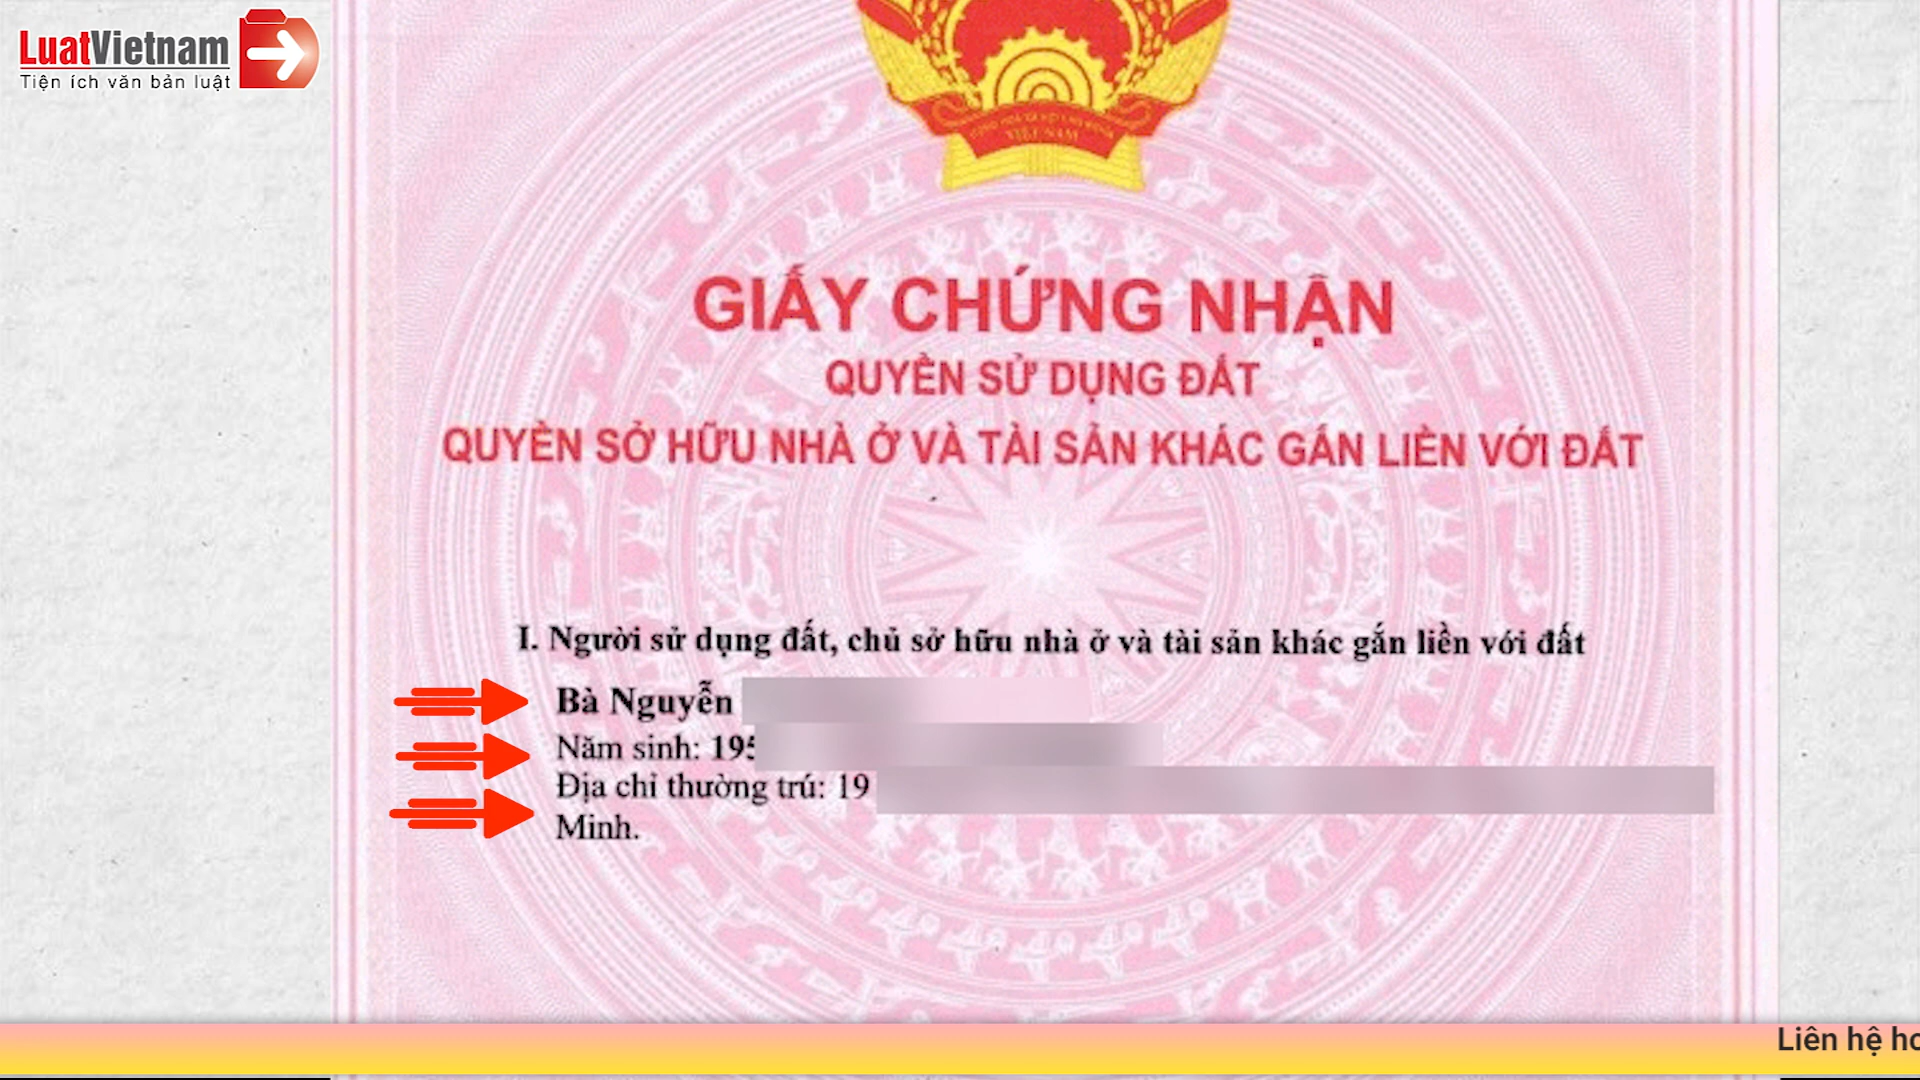 LuatVietnam
Tiện ích văn bản luật
VIỆT NAM
GIẤY CHỨNG NHẬN
QUYỀN SỬ DỤNG ĐẤT
QUYỀN SỞ HỮU NHÀ Ở VÀ TÀI SẢN KHÁC GẮN LIỀN VỚI ĐẤT
I. Người sử dụng đất, chủ sở hữu nhà ở và tài sản khác gắn liền với đất
Bà Nguyễn
Năm sinh: 195
Địa chỉ thường trú: 19
Minh.
Liên hệ